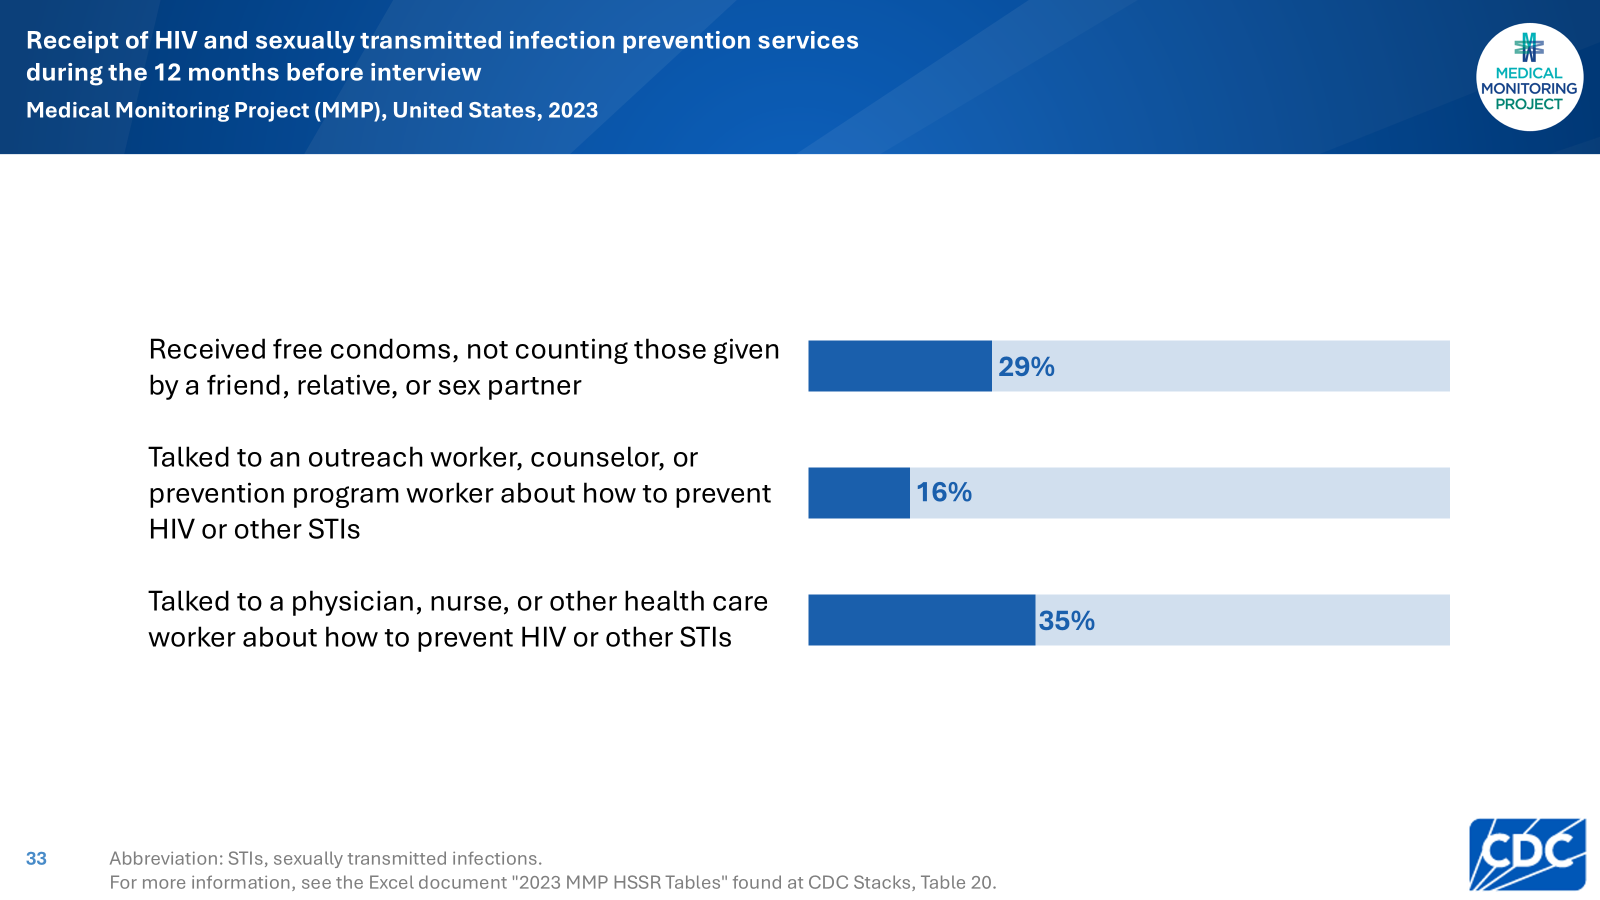 Receipt of HIV and sexually transmitted infection prevention services
during the 12 months before interview
Medical Monitoring Project (MMP), United States, 2023
MEDICAL
MONITORING
PROJECT
Received free condoms, not counting those given
by a friend, relative, or sex partner
29%
Talked to an outreach worker, counselor, or
prevention program worker about how to prevent
HIV or other STIs
16%
Talked to a physician, nurse, or other health care
worker about how to prevent HIV or other STIs
35%
33
Abbreviation: STIs, sexually transmitted infections.
For more information, see the Excel document "2023 MMP HSSR Tables" found at CDC Stacks, Table 20.
CDC